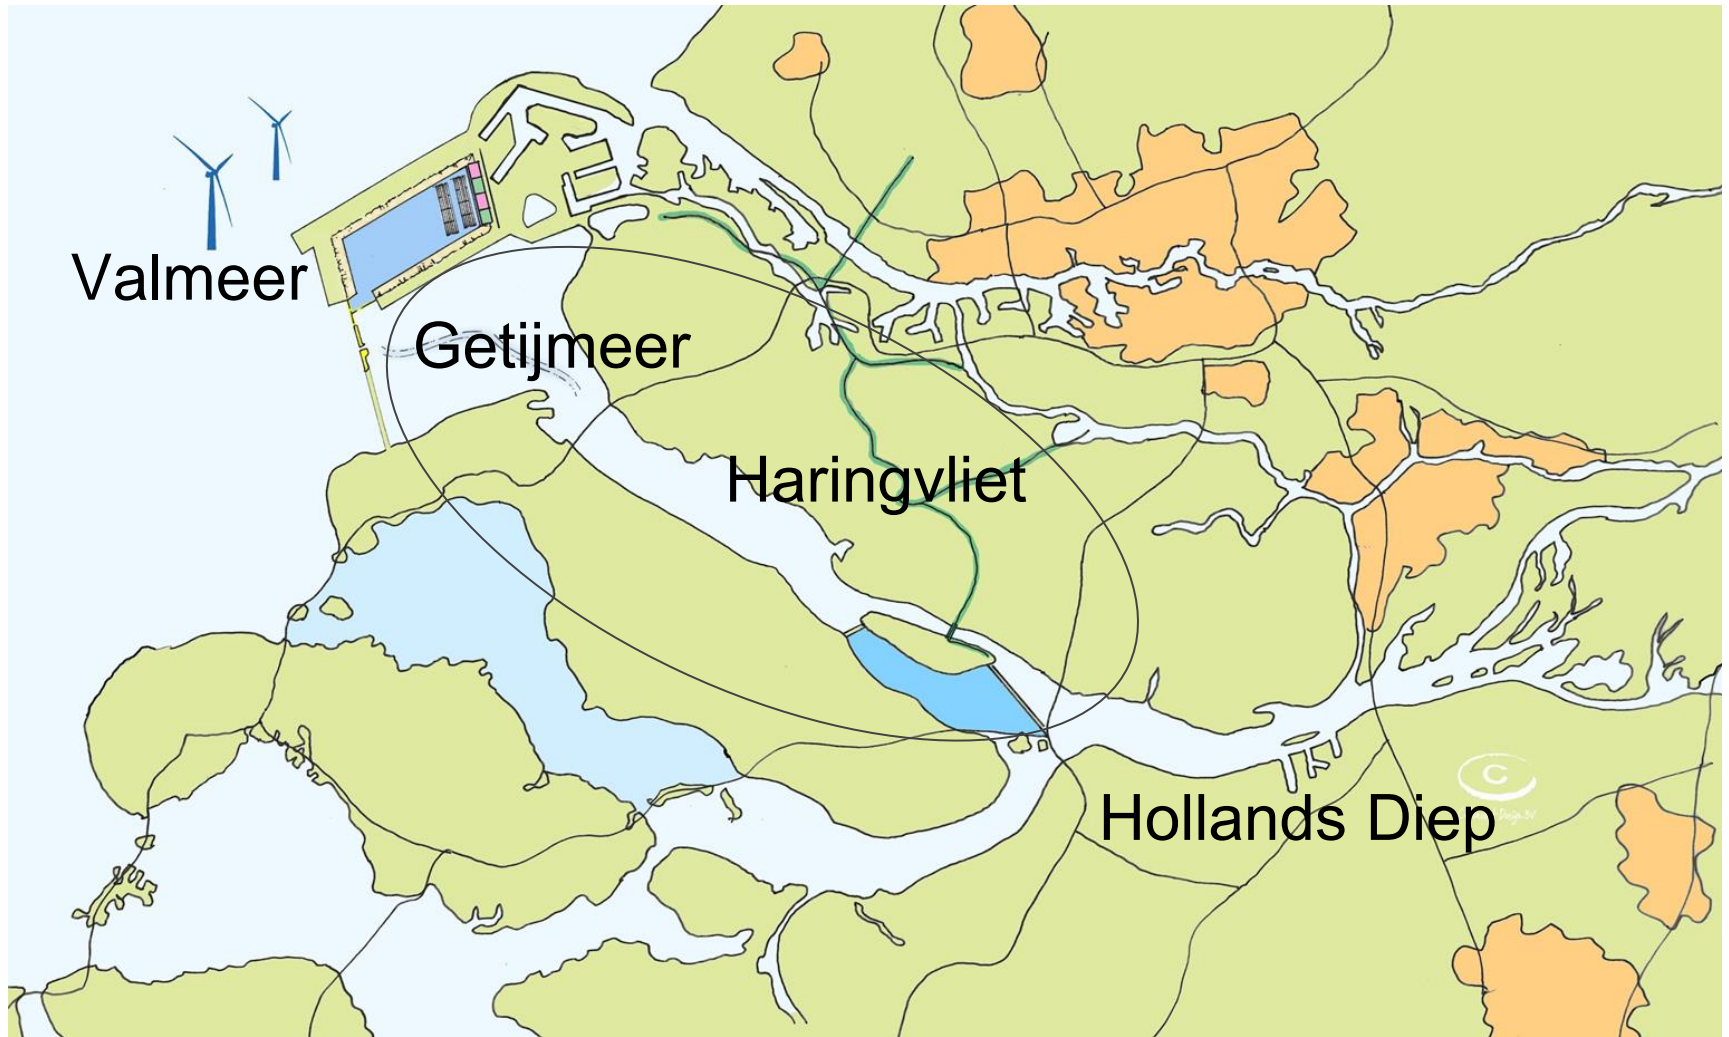 Valmeer
Getijmeer
Haringvliet
Hollands Diep
C